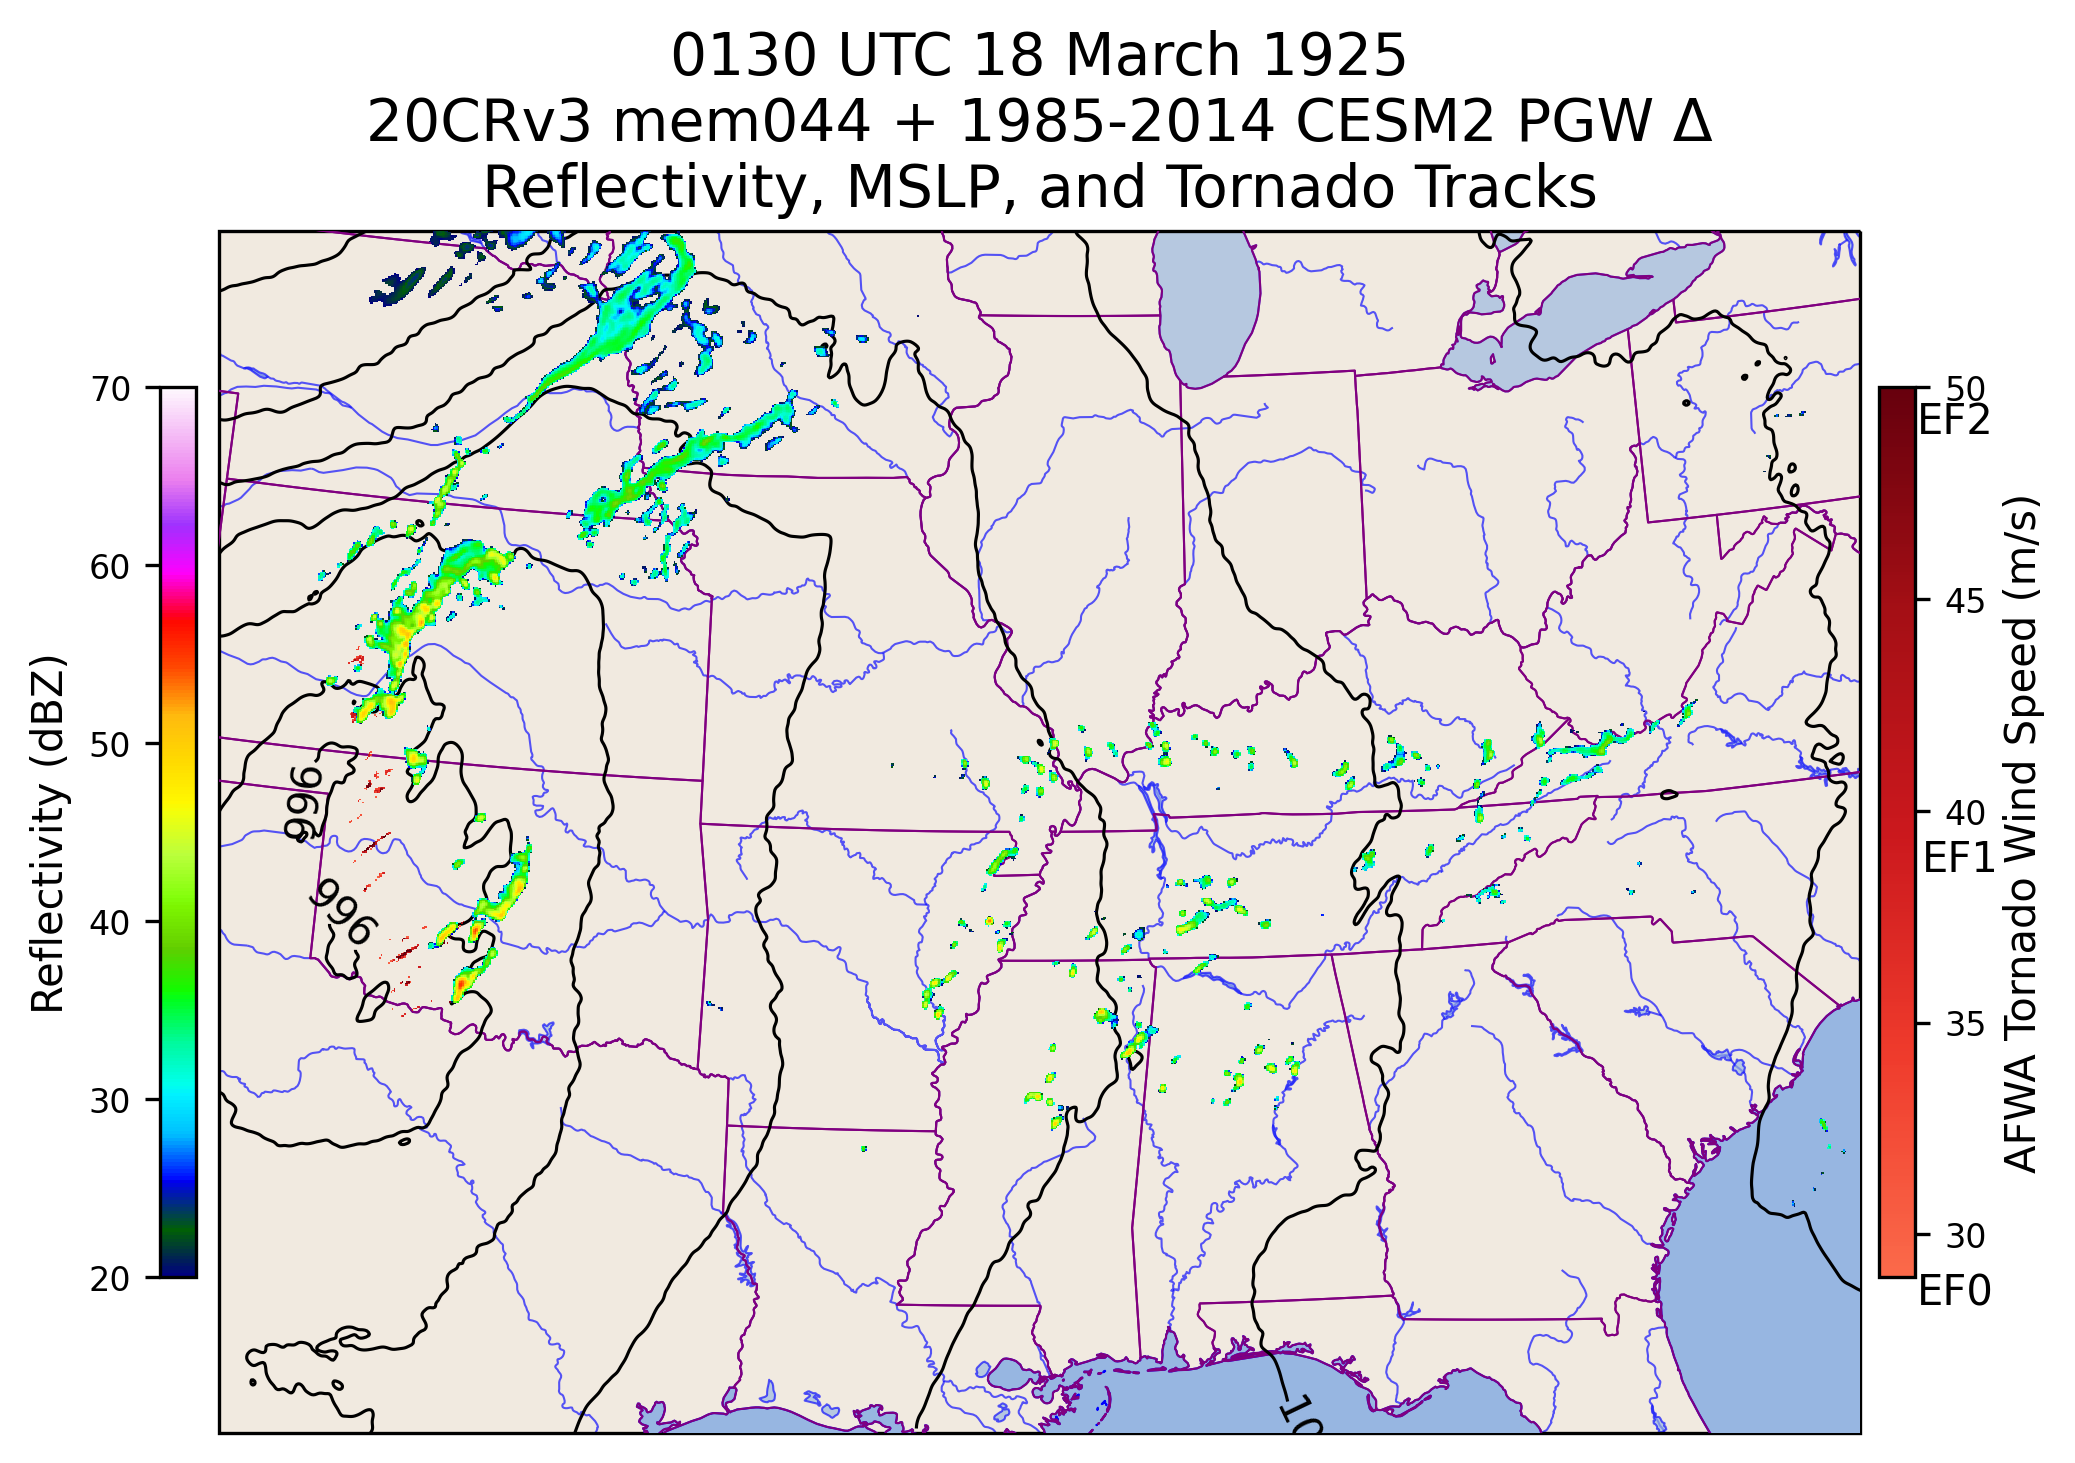 0130 UTC 18 March 1925
20CRv3 mem044 + 1985-2014 CESM2 PGW Δ
Reflectivity, MSLP, and Tornado Tracks
70
60
50
40
30
20
Reflectivity (dBZ)
996
996
10
50
EF2
45
40
EF1
35
30
EF0
AFWA Tornado Wind Speed (m/s)